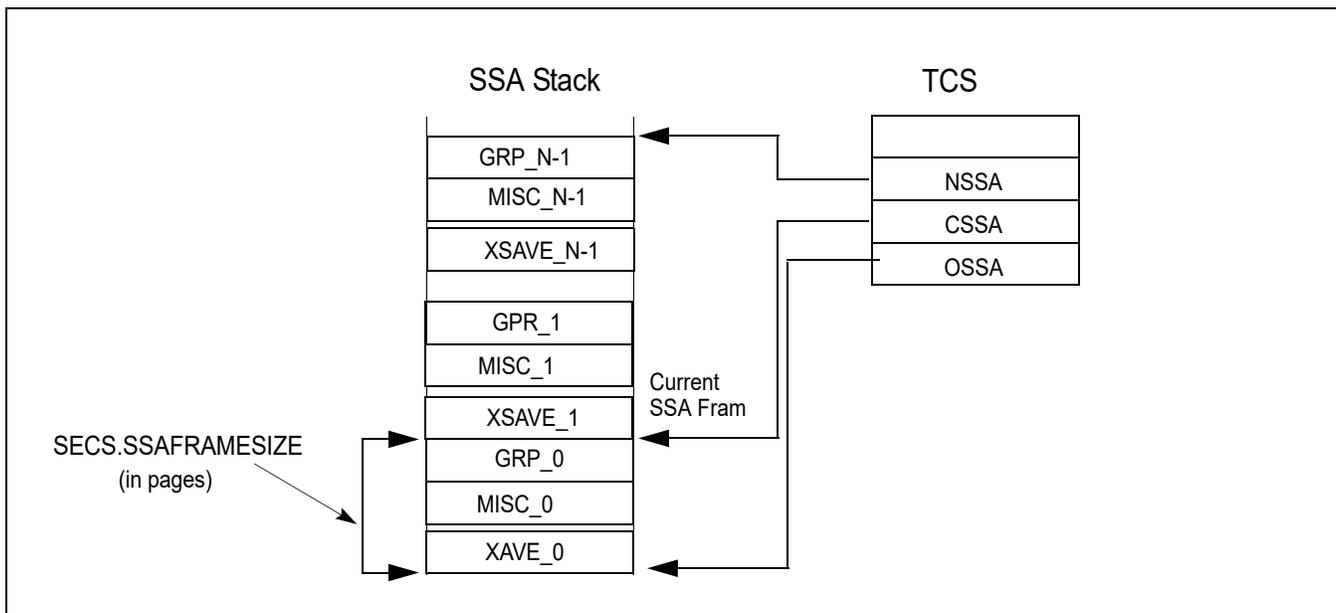 SSA Stack
TCS
GRP_N-1
MISC_N-1
XSAVE_N-1
GPR_1
MISC_1
XSAVE_1
GRP_0
MISC_0
XAVE_0
NSSA
CSSA
OSSA
Current
SSA Fram
SECS.SSAFRAMESIZE
(in pages)